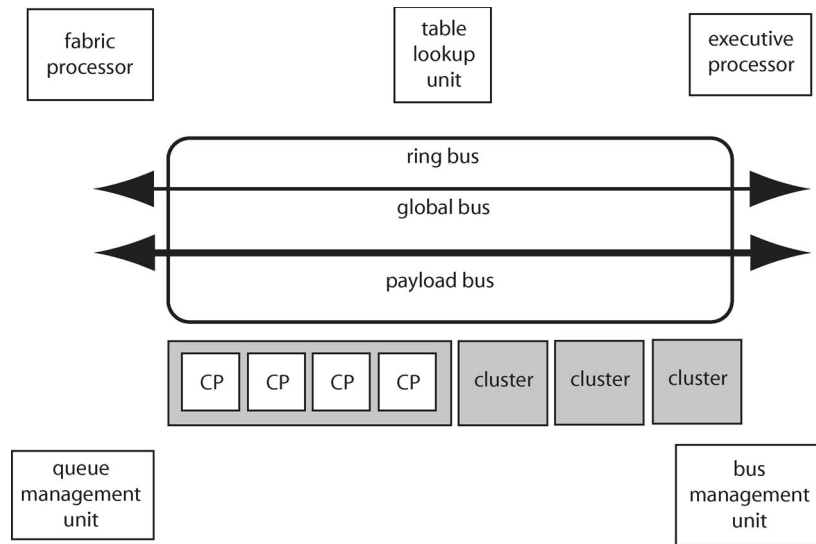 fabric
processor
table
lookup
unit
executive
processor
ring bus
global bus
payload bus
CP CP CP CP cluster cluster cluster
queue
management
unit
bus
management
unit